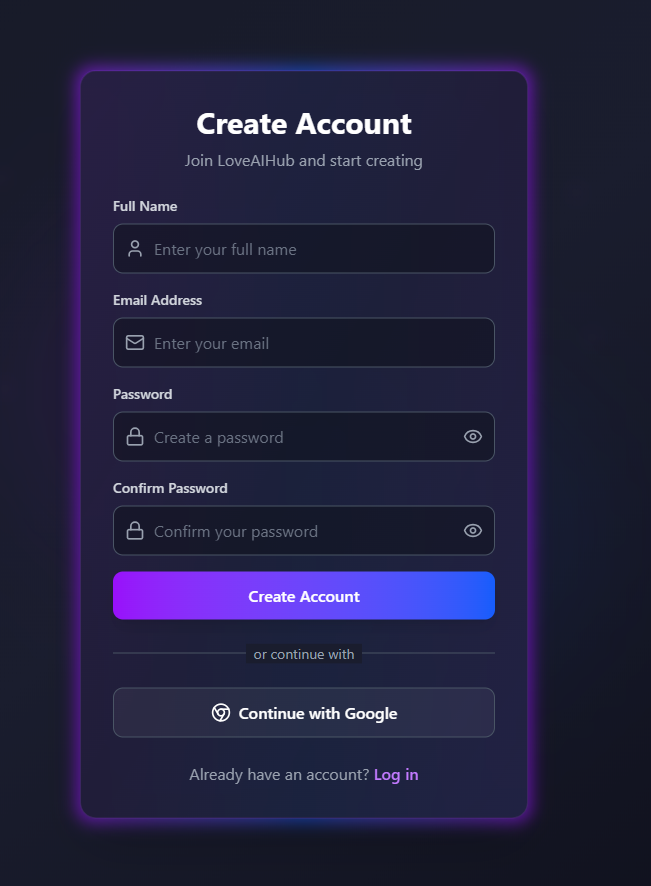 Create Account
Join LoveAIHub and start creating
Full Name
Enter your full name
Email Address
Enter your email
Password
Create a password
Confirm Password
Confirm your password
Create Account
or continue with
Continue with Google
Already have an account? Log in